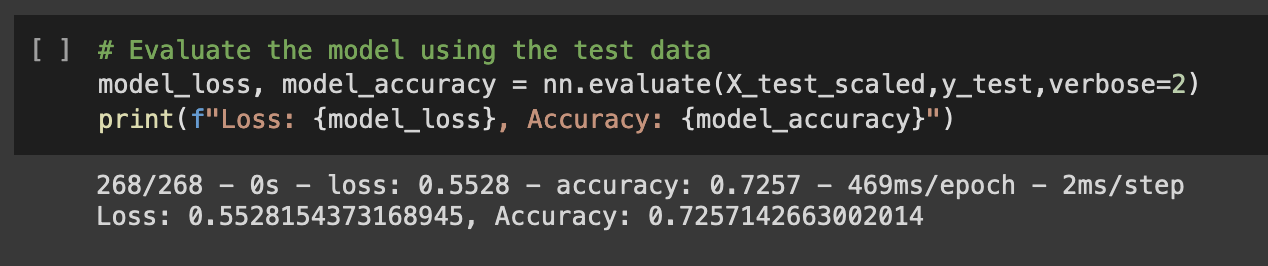 [ ] # Evaluate the model using the test data
model_loss, model_accuracy = nn.evaluate(X_test_scaled,y_test,verbose=2)
print(f"Loss: {model_loss}, Accuracy: {model_accuracy}")
268/268 - 0s - loss: 0.5528 - accuracy: 0.7257 - 469ms/epoch - 2ms/step
Loss: 0.5528154373168945, Accuracy: 0.7257142663002014